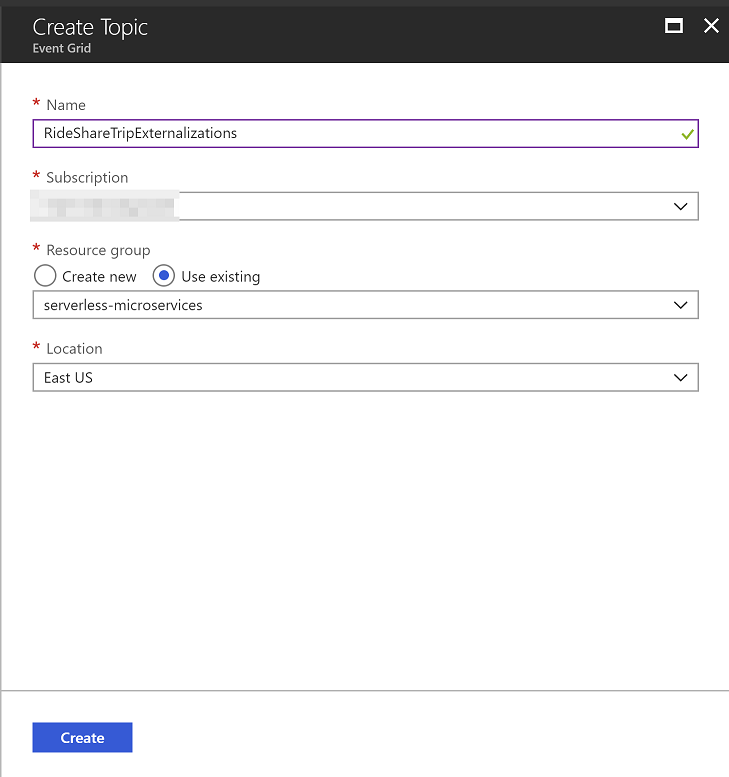 Create Topic
Event Grid
* Name
RideShareTripExternalizations
* Subscription
* Resource group
Create new Use existing
serverless-microservices
* Location
East US
Create